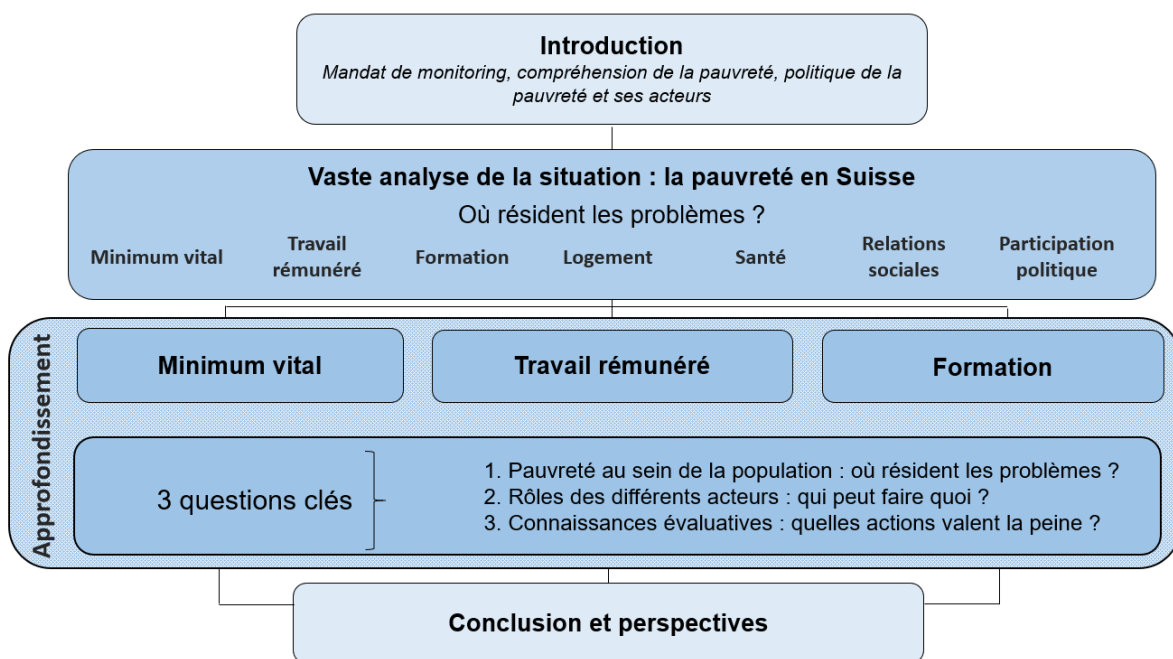 Introduction
Mandat de monitoring, compréhension de la pauvreté, politique de la
pauvreté et ses acteurs
Vaste analyse de la situation : la pauvreté en Suisse
Où résident les problèmes ?
Minimum vital
Travail
rémunéré
Formation
Logement
Santé
Relations
sociales
Participation
politique
Approfondissement
Minimum vital
Travail rémunéré
Formation
3 questions clés
1. Pauvreté au sein de la population : où résident les problèmes ?
2. Rôles des différents acteurs : qui peut faire quoi ?
3. Connaissances évaluatives : quelles actions valent la peine ?
Conclusion et perspectives